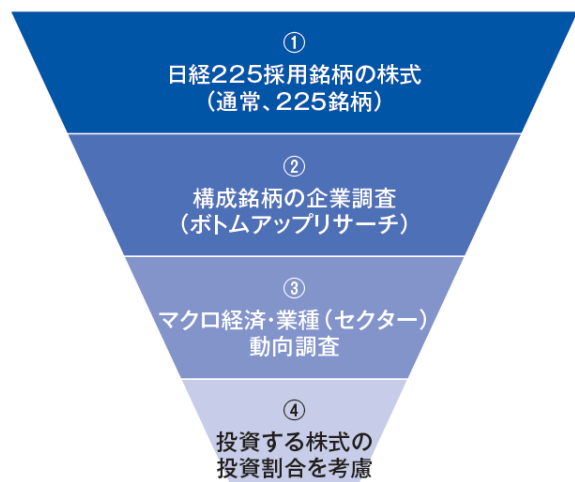 ①
日経225採用銘柄の株式
(通常、225銘柄)
②
構成銘柄の企業調査
(ボトムアップリサーチ)
③
マクロ経済・業種(セクター)
動向調査
④
投資する株式の
投資割合を考慮